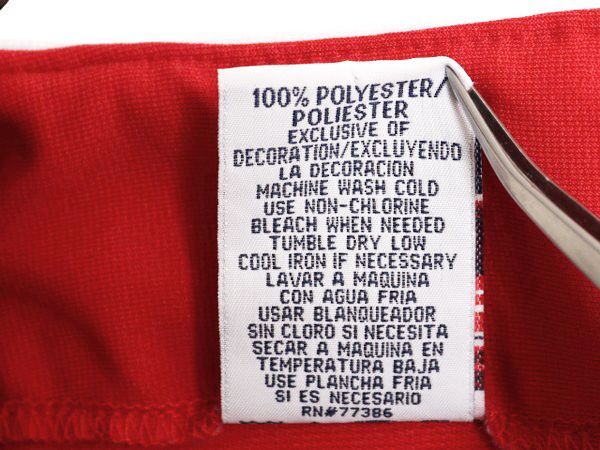 100% POLYESTER/
POLIESTER
EXCLUSIVE OF
DECORATION/EXCLUYENDO
LA DECORACION
MACHINE WASH COLD
USE NON-CHLORINE
BLEACH WHEN NEEDED
TUMBLE DRY LOW
COOL IRON IF NECESSARY
LAVAR A MAQUINA
CON AGUA FRIA
USAR BLANQUEADOR
SIN CLORO SI NECESITA
SECAR A MAQUINA EN
TEMPERATURA BAJA
USE PLANCHA FRIA
SI ES NECESARIO
RN#77386